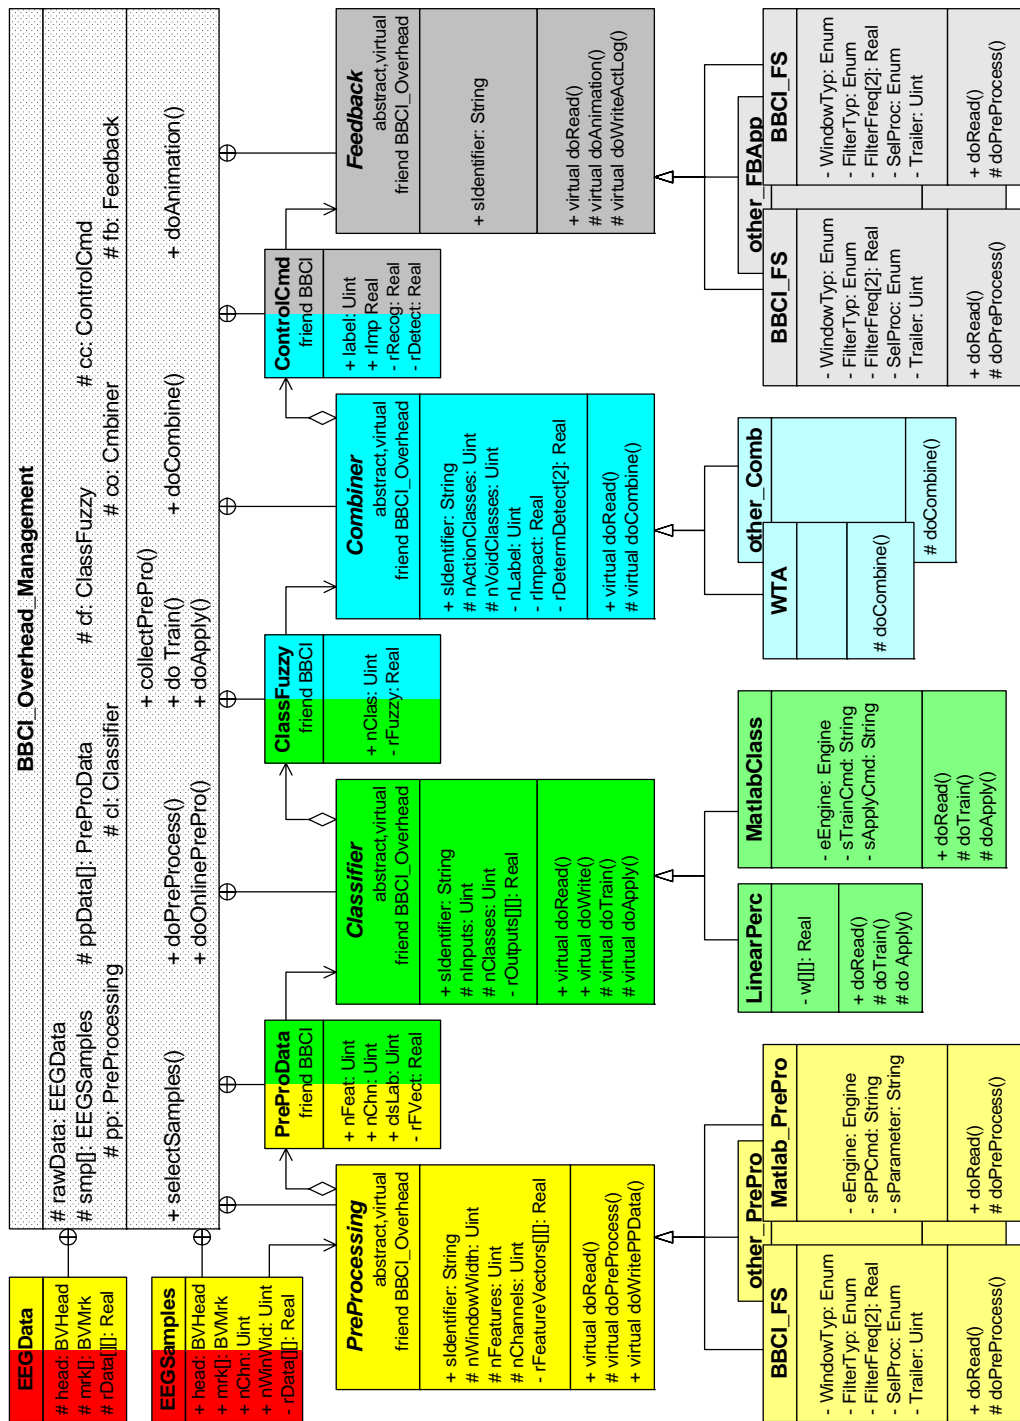 BBCI_Overhead_Management
# rawData: EEGData
# smp[]: EEGSamples
# ppData[]: PreProData
# cf: ClassFuzzy
# cc: ControlCmd
# pp: PreProcessing
# cl: Classifier
# co: Cmbiner
# fb: Feedback
+ collectPrePro()
+ selectSamples()
+ doPreProcess()
+ do Train()
+ doCombine()
+ doAnimation()
+ doOnlinePrePro()
+ doApply()
EEGData
# head: BVHead
# mrk[]: BVMrk
# rData[][]: Real
EEGSamples
+ head: BVHead
+ mrk[]: BVMrk
+ nChn: Uint
+ nWinWid: Uint
- rData[][]: Real
PreProData
friend BBCI
+ nFeat: Uint
+ nChn: Uint
+ dsLab: Uint
- rFVect: Real
ClassFuzzy
friend BBCI
+ nClas: Uint
- rFuzzy: Real
ControlCmd
friend BBCI
+ label: Uint
+ rImp Real
- rRecog: Real
- rDetect: Real
PreProcessing
abstract,virtual
friend BBCI_Overhead
+ sIdentifier: String
# nWindowWidth: Uint
# nFeatures: Uint
# nChannels: Uint
- rFeatureVectors[][]: Real
+ virtual doRead()
# virtual doPreProcess()
+ virtual doWritePPData()
Classifier
abstract,virtual
friend BBCI_Overhead
+ sIdentifier: String
# nInputs: Uint
# nClasses: Uint
- rOutputs[][]: Real
+ virtual doRead()
+ virtual doWrite()
# virtual doTrain()
# virtual doApply()
Combiner
abstract,virtual
friend BBCI_Overhead
+ sIdentifier: String
# nActionClasses: Uint
# nVoidClasses: Uint
- nLabel: Uint
- rImpact: Real
- rDetermDetect[2]: Real
+ virtual doRead()
# virtual doCombine()
Feedback
abstract,virtual
friend BBCI_Overhead
+ sIdentifier: String
+ virtual doRead()
# virtual doAnimation()
# virtual doWriteActLog()
BBCI_FS
- WindowTyp: Enum
- FilterTyp: Enum
- FilterFreq[2]: Real
- SelProc: Enum
- Trailer: Uint
+ doRead()
# doPreProcess()
other_PrePro
Matlab_PrePro
- eEngine: Engine
- sPPCmd: String
- sParameter: String
+ doRead()
# doPreProcess()
LinearPerc
- w[][]: Real
+ doRead()
# doTrain()
# do Apply()
MatlabClass
- eEngine: Engine
- sTrainCmd: String
- sApplyCmd: String
+ doRead()
# doTrain()
# doApply()
WTA
# doCombine()
other_Comb
# doCombine()
BBCI_FS
- WindowTyp: Enum
- FilterTyp: Enum
- FilterFreq[2]: Real
- SelProc: Enum
- Trailer: Uint
+ doRead()
# doPreProcess()
other_FBApp
BBCI_FS
- WindowTyp: Enum
- FilterTyp: Enum
- FilterFreq[2]: Real
- SelProc: Enum
- Trailer: Uint
+ doRead()
# doPreProcess()